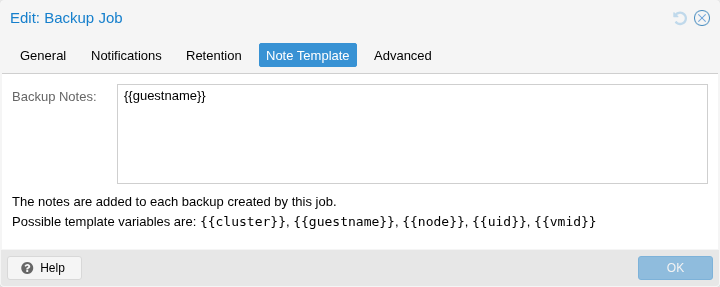 Edit: Backup Job
General Notifications Retention Note Template Advanced
Backup Notes: {{guestname}}
The notes are added to each backup created by this job.
Possible template variables are: {{cluster}}, {{guestname}}, {{node}}, {{uid}}, {{vmid}}
Help OK